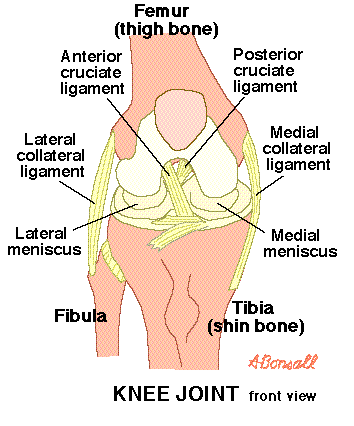 Femur
(thigh bone)
Anterior
cruciate
ligament
Posterior
cruciate
ligament
Lateral
collateral
ligament
Medial
collateral
ligament
Lateral
meniscus
Medial
meniscus
Fibula
Tibia
(shin bone)
ABonsall
KNEE JOINT front view